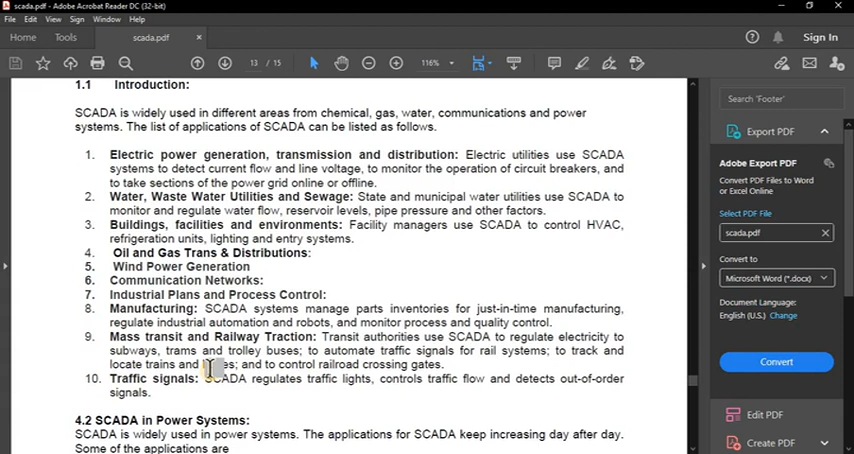 scada.pdf - Adobe Acrobat Reader DC (32-bit)
File Edit View Sign Window Help
Home Tools scada.pdf × Sign In
13 / 15 116%
1.1 Introduction:
SCADA is widely used in different areas from chemical, gas, water, communications and power
systems. The list of applications of SCADA can be listed as follows.
1. Electric power generation, transmission and distribution: Electric utilities use SCADA
systems to detect current flow and line voltage, to monitor the operation of circuit breakers, and
to take sections of the power grid online or offline.
2. Water, Waste Water Utilities and Sewage: State and municipal water utilities use SCADA to
monitor and regulate water flow, reservoir levels, pipe pressure and other factors.
3. Buildings, facilities and environments: Facility managers use SCADA to control HVAC,
refrigeration units, lighting and entry systems.
4. Oil and Gas Trans & Distributions:
5. Wind Power Generation
6. Communication Networks:
7. Industrial Plans and Process Control:
8. Manufacturing: SCADA systems manage parts inventories for just-in-time manufacturing,
regulate industrial automation and robots, and monitor process and quality control.
9. Mass transit and Railway Traction: Transit authorities use SCADA to regulate electricity to
subways, trams and trolley buses; to automate traffic signals for rail systems; to track and
locate trains and buses; and to control railroad crossing gates.
10. Traffic signals: SCADA regulates traffic lights, controls traffic flow and detects out-of-order
signals.
4.2 SCADA in Power Systems:
SCADA is widely used in power systems. The applications for SCADA keep increasing day after day.
Some of the applications are
Search 'Footer'
Export PDF
Adobe Export PDF
Convert PDF Files to Word
or Excel Online
Select PDF File
scada.pdf ×
Convert to
Microsoft Word (*.docx)
Document Language:
English (U.S.) Change
Convert
Edit PDF
Create PDF